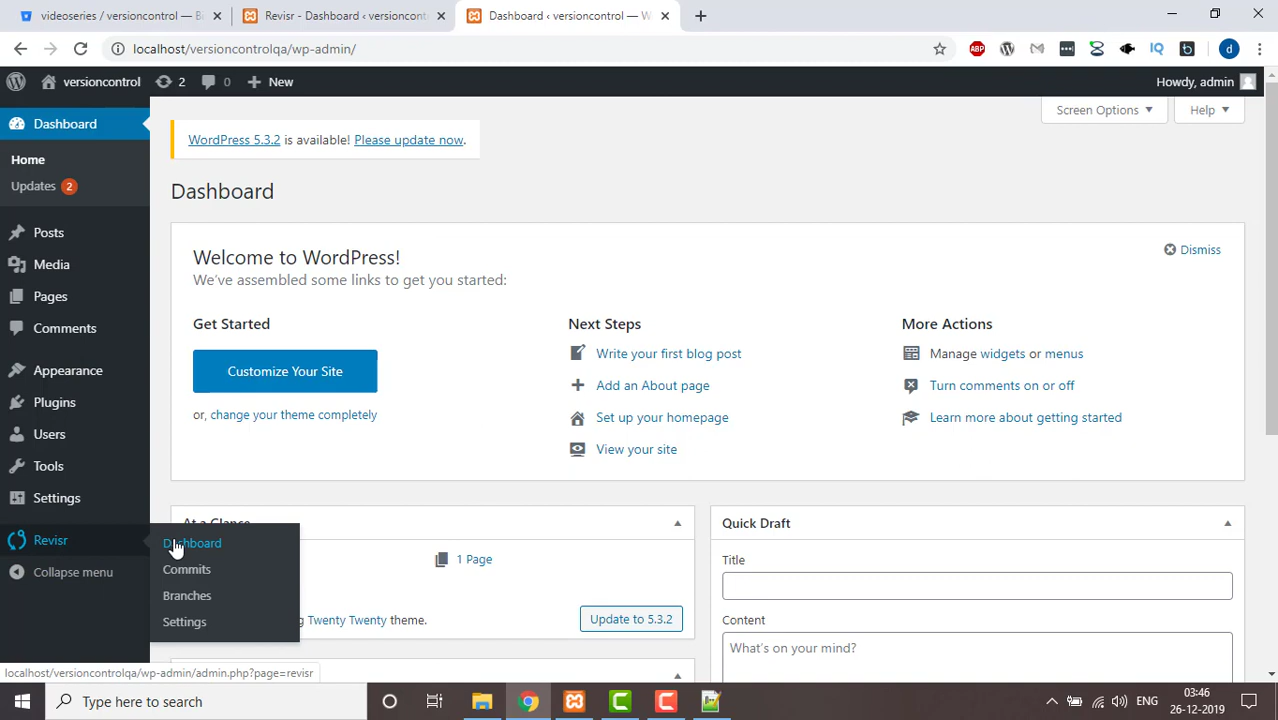 videoseries / versioncontrol — B
Revisr - Dashboard ‹ versioncont
Dashboard ‹ versioncontrol — W
localhost/versioncontrolqa/wp-admin/
ABP
IQ
d
versioncontrol 2 0 New
Howdy, admin
Dashboard
Home
Updates 2
Posts
Media
Pages
Comments
Appearance
Plugins
Users
Tools
Settings
Revisr
Collapse menu
Dashboard
Commits
Branches
Settings
Screen Options
Help
WordPress 5.3.2 is available! Please update now.
Dashboard
Welcome to WordPress!
We've assembled some links to get you started:
Dismiss
Get Started
Customize Your Site
or, change your theme completely
Next Steps
Write your first blog post
Add an About page
Set up your homepage
View your site
More Actions
Manage widgets or menus
Turn comments on or off
Learn more about getting started
At a Glance
1 Page
Twenty Twenty theme.
Update to 5.3.2
Quick Draft
Title
Content
What's on your mind?
localhost/versioncontrolqa/wp-admin/admin.php?page=revisr
Type here to search
ENG
03:46
26-12-2019